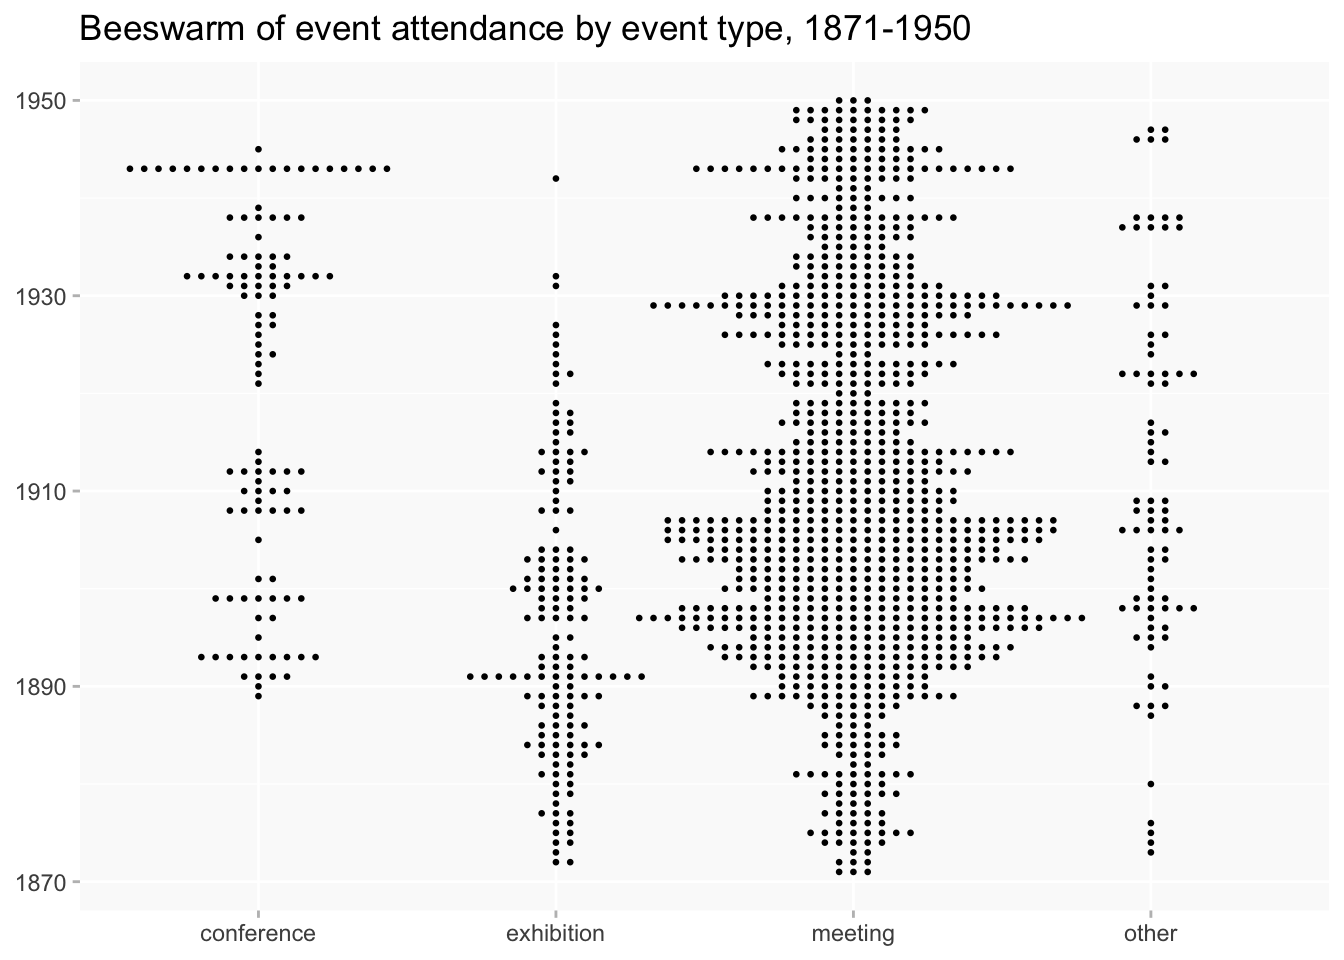 Beeswarm of event attendance by event type, 1871-1950
1950
1930
1910
1890
1870
conference exhibition meeting other